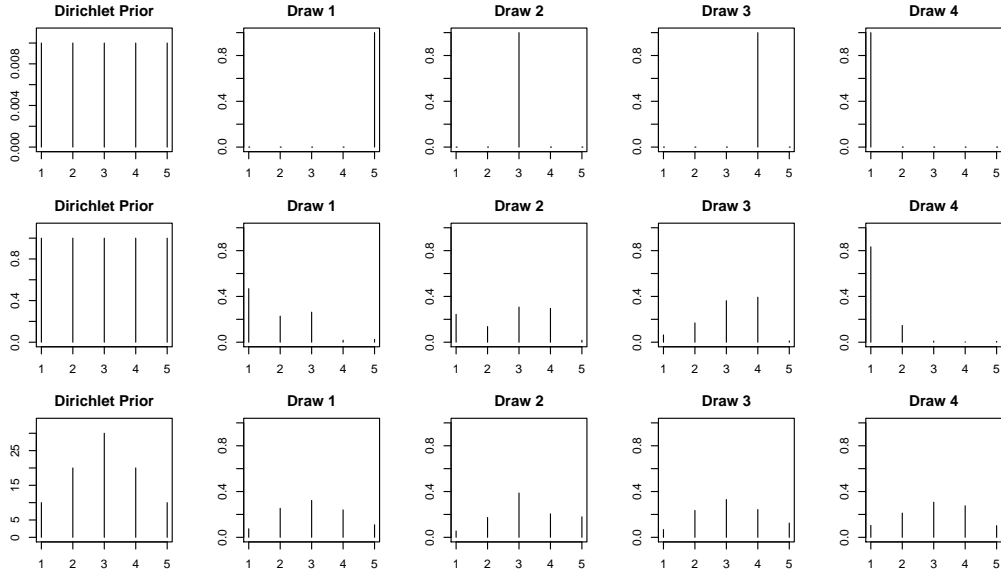 Dirichlet Prior Draw 1 Draw 2 Draw 3 Draw 4
0.000 0.004 0.008 0.0 0.4 0.8 0.0 0.4 0.8 0.0 0.4 0.8 0.0 0.4 0.8
1 2 3 4 5 1 2 3 4 5 1 2 3 4 5 1 2 3 4 5 1 2 3 4 5
Dirichlet Prior Draw 1 Draw 2 Draw 3 Draw 4
0.0 0.4 0.8 0.0 0.4 0.8 0.0 0.4 0.8 0.0 0.4 0.8 0.0 0.4 0.8
1 2 3 4 5 1 2 3 4 5 1 2 3 4 5 1 2 3 4 5 1 2 3 4 5
Dirichlet Prior Draw 1 Draw 2 Draw 3 Draw 4
0 5 15 25 0.0 0.4 0.8 0.0 0.4 0.8 0.0 0.4 0.8 0.0 0.4 0.8
1 2 3 4 5 1 2 3 4 5 1 2 3 4 5 1 2 3 4 5 1 2 3 4 5